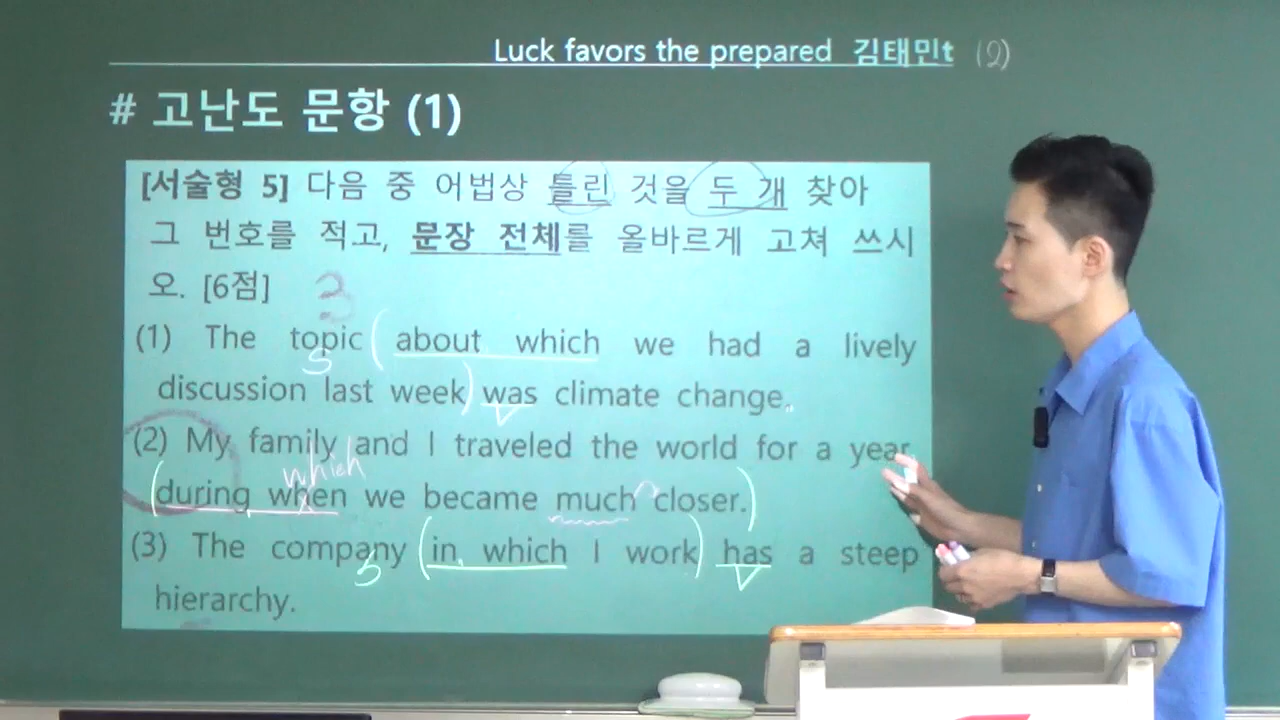 Luck favors the prepared 김태민t (2)
# 고난도 문항 (1)
[서술형 5] 다음 중 어법상 틀린 것을 두 개 찾아
그 번호를 적고, 문장 전체를 올바르게 고쳐 쓰시
오. [6점]
(1) The topic ( about which we had a lively
S
discussion last week) was climate change.
V
(2) My family and I traveled the world for a year,
which
(during when we became much closer.)
(3) The company (in which I work) has a steep
S V
hierarchy.